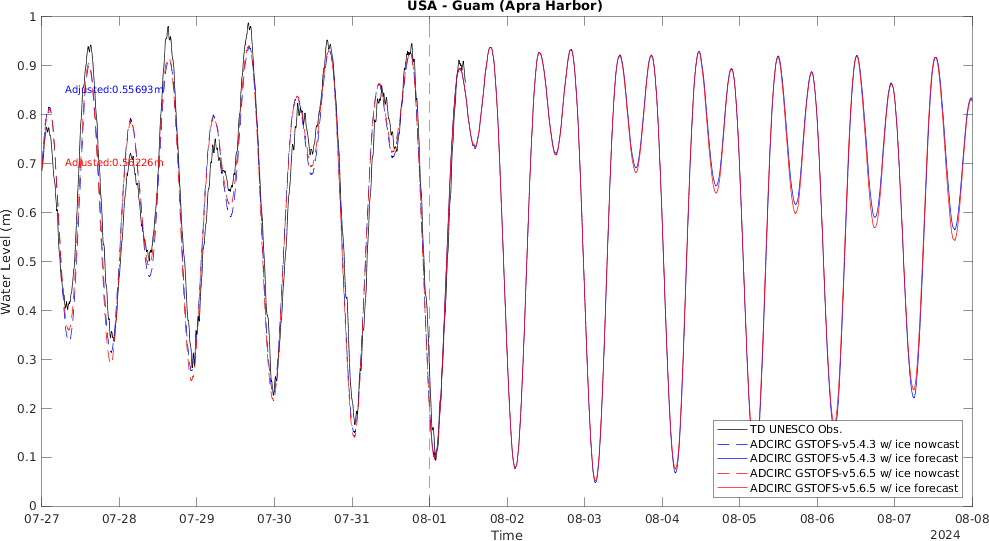 USA - Guam (Apra Harbor)
1
0.9
Adjusted:0.55693m
0.8
0.7
Adjusted:0.56226m
0.6
Water Level (m)
0.5
0.4
0.3
0.2
0.1
0
TD UNESCO Obs.
ADCIRC GSTOFS-v5.4.3 w/ ice nowcast
ADCIRC GSTOFS-v5.4.3 w/ ice forecast
ADCIRC GSTOFS-v5.6.5 w/ ice nowcast
ADCIRC GSTOFS-v5.6.5 w/ ice forecast
07-27 07-28 07-29 07-30 07-31 08-01 08-02 08-03 08-04 08-05 08-06 08-07 08-08
Time
2024